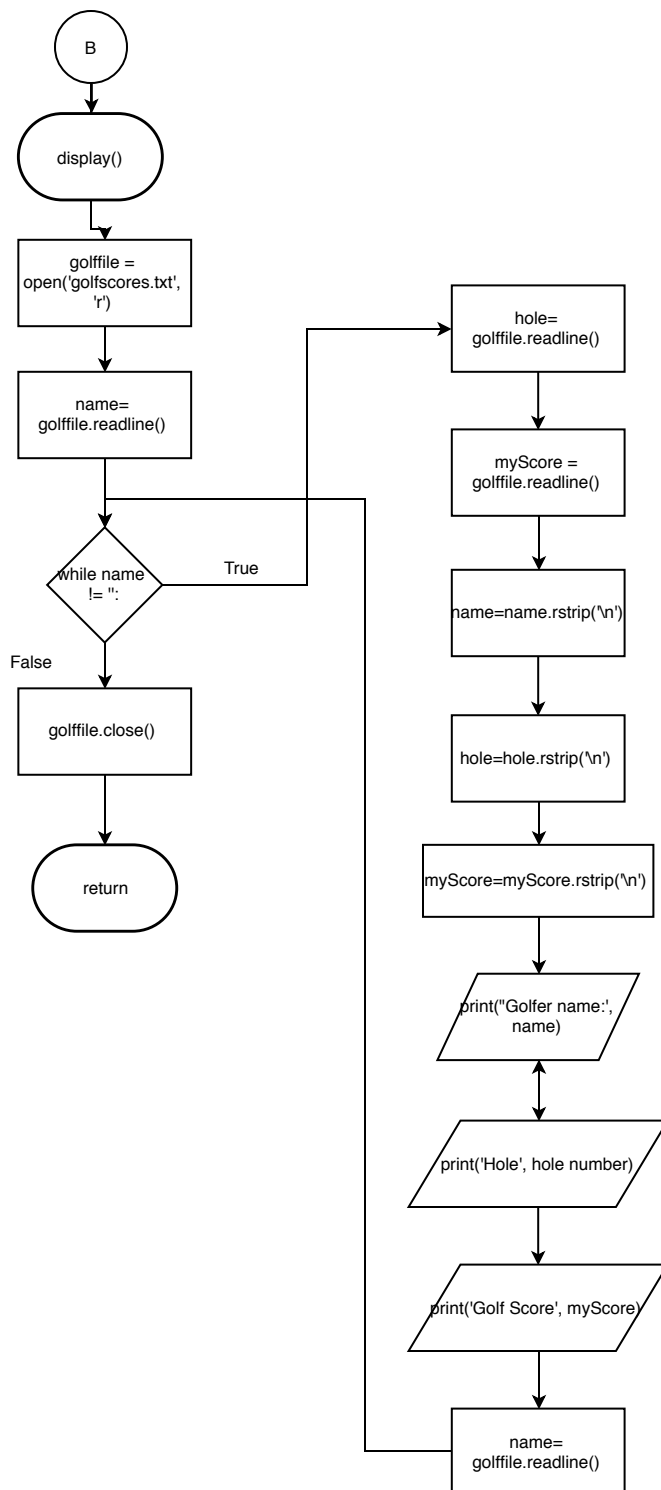 B
display()
golffile =
open('golfscores.txt',
'r')
name=
golffile.readline()
while name
!= '':
True
False
golffile.close()
return
hole=
golffile.readline()
myScore =
golffile.readline()
name=name.rstrip('\n')
hole=hole.rstrip('\n')
myScore=myScore.rstrip('\n')
print("Golfer name:',
name)
print('Hole', hole number)
print('Golf Score', myScore)
name=
golffile.readline()